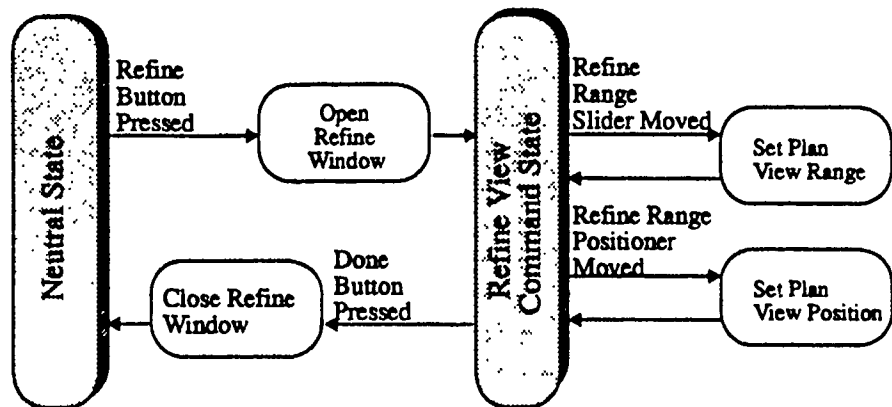 Neutral State
Refine
Button
Pressed
Open
Refine
Window
Refine View
Command State
Refine
Range
Slider Moved
Set Plan
View Range
Refine Range
Positioner
Moved
Set Plan
View Position
Done
Button
Pressed
Close Refine
Window